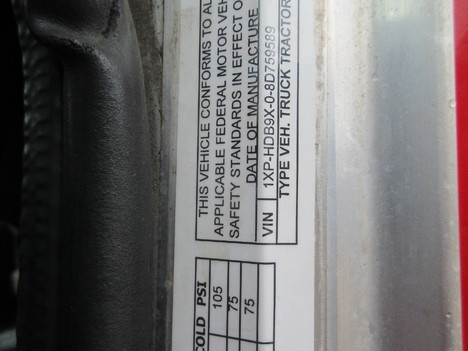 THIS VEHICLE CONFORMS TO AL
APPLICABLE FEDERAL MOTOR VEH
SAFETY STANDARDS IN EFFECT O
DATE OF MANUFACTURE
VIN 1XP-HDB9X-0-8D759589
TYPE VEH. TRUCK TRACTOR
COLD PSI
105
75
75